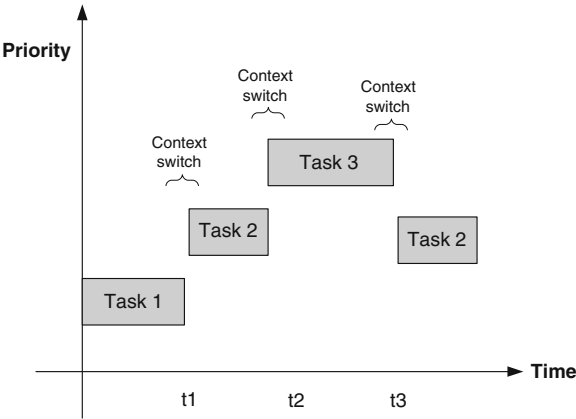 Priority
Context
switch
Context
switch
Context
switch
Task 3
Task 2
Task 2
Task 1
Time
t1
t2
t3